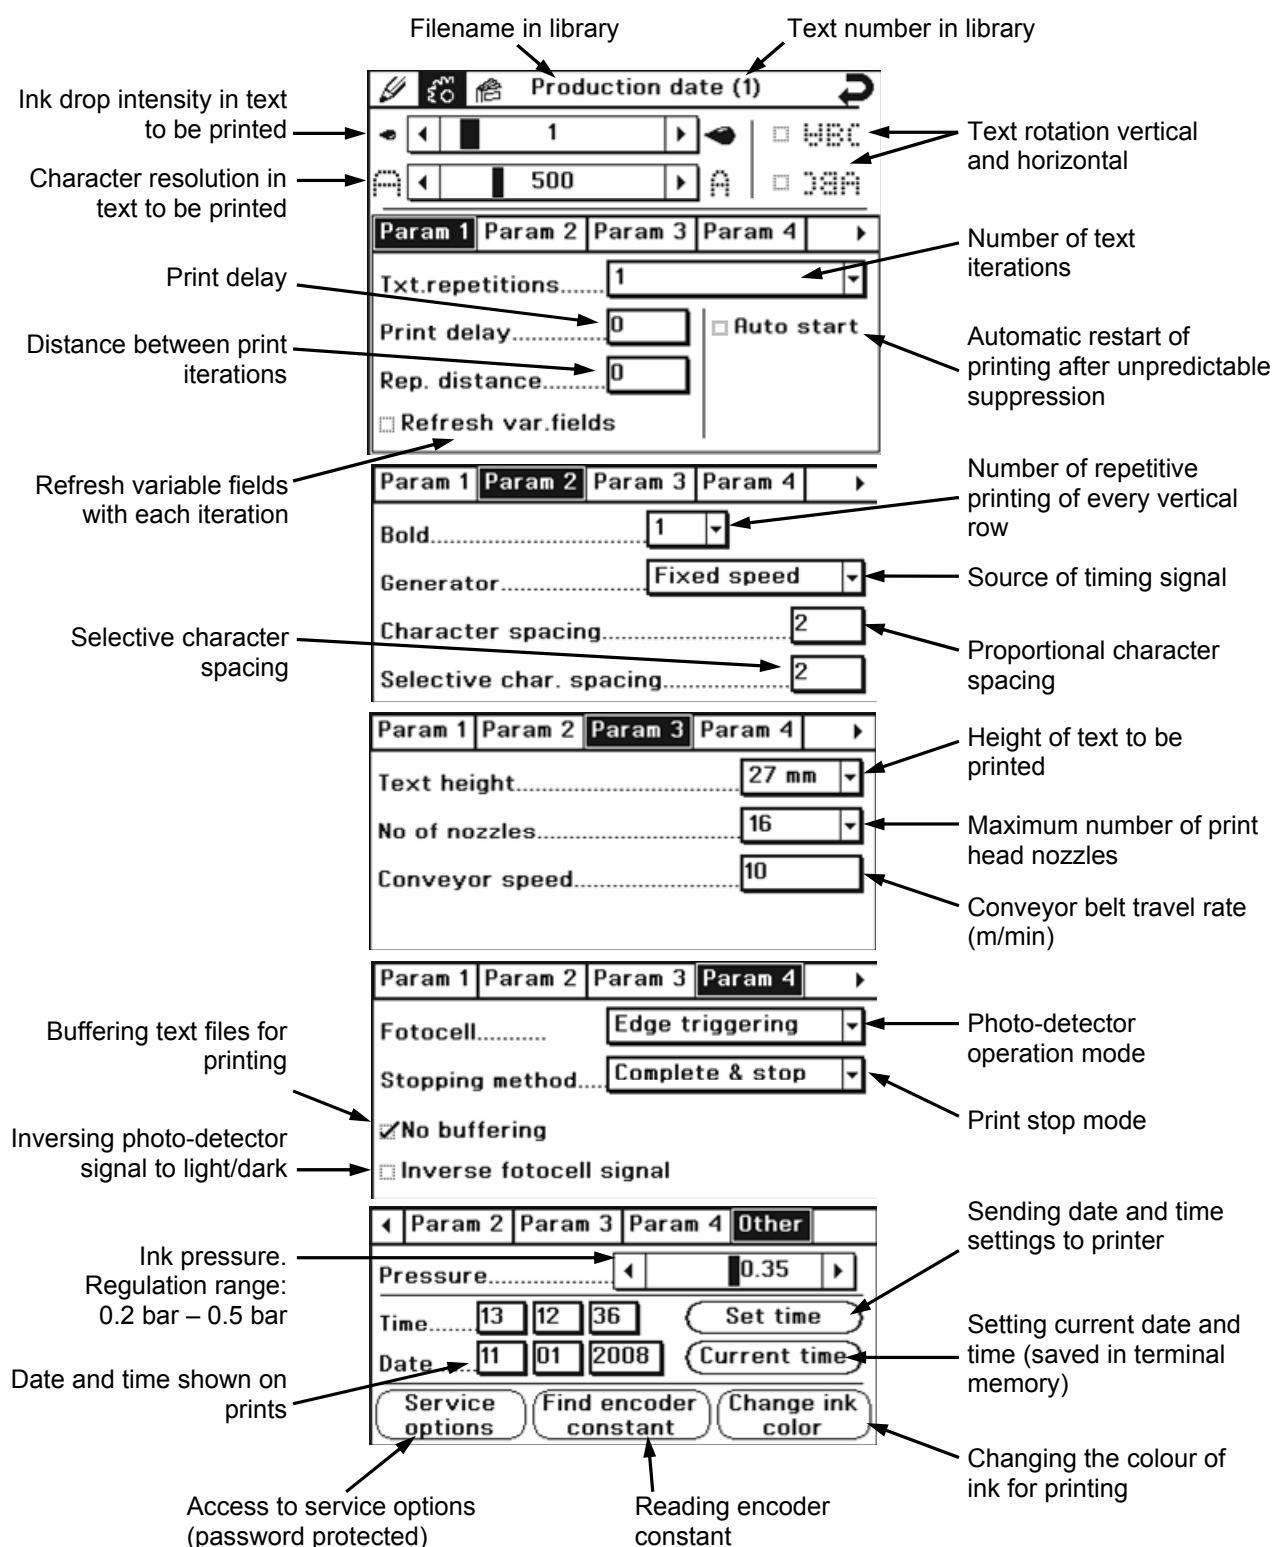 Filename in library
Text number in library
Production date (1)
Ink drop intensity in text
to be printed
1
ABC
Text rotation vertical
and horizontal
Character resolution in
text to be printed
A
500
A
ABC
Param 1 Param 2 Param 3 Param 4
Number of text
iterations
Print delay
Txt.repetitions....... 1
Print delay.............. 0
Auto start
Distance between print
iterations
Rep. distance.......... 0
Automatic restart of
printing after unpredictable
suppression
Refresh var.fields
Refresh variable fields
with each iteration
Param 1 Param 2 Param 3 Param 4
Number of repetitive
printing of every vertical
row
Bold..................................... 1
Generator......................... Fixed speed
Source of timing signal
Selective character
spacing
Character spacing................................ 2
Proportional character
spacing
Selective char. spacing..................... 2
Param 1 Param 2 Param 3 Param 4
Height of text to be
printed
Text height...................................... 27 mm
No of nozzles................................... 16
Maximum number of print
head nozzles
Conveyor speed............................. 10
Conveyor belt travel rate
(m/min)
Param 1 Param 2 Param 3 Param 4
Buffering text files for
printing
Fotocell........... Edge triggering
Photo-detector
operation mode
Stopping method..... Complete & stop
Print stop mode
No buffering
Inversing photo-detector
signal to light/dark
Inverse fotocell signal
Param 2 Param 3 Param 4 Other
Sending date and time
settings to printer
Ink pressure.
Regulation range:
0.2 bar – 0.5 bar
Pressure.................... 0.35
Time....... 13 12 36 Set time
Setting current date and
time (saved in terminal
memory)
Date .... 11 01 2008 Current time
Date and time shown on
prints
Service
options
Find encoder
constant
Change ink
color
Changing the colour of
ink for printing
Access to service options
(password protected)
Reading encoder
constant